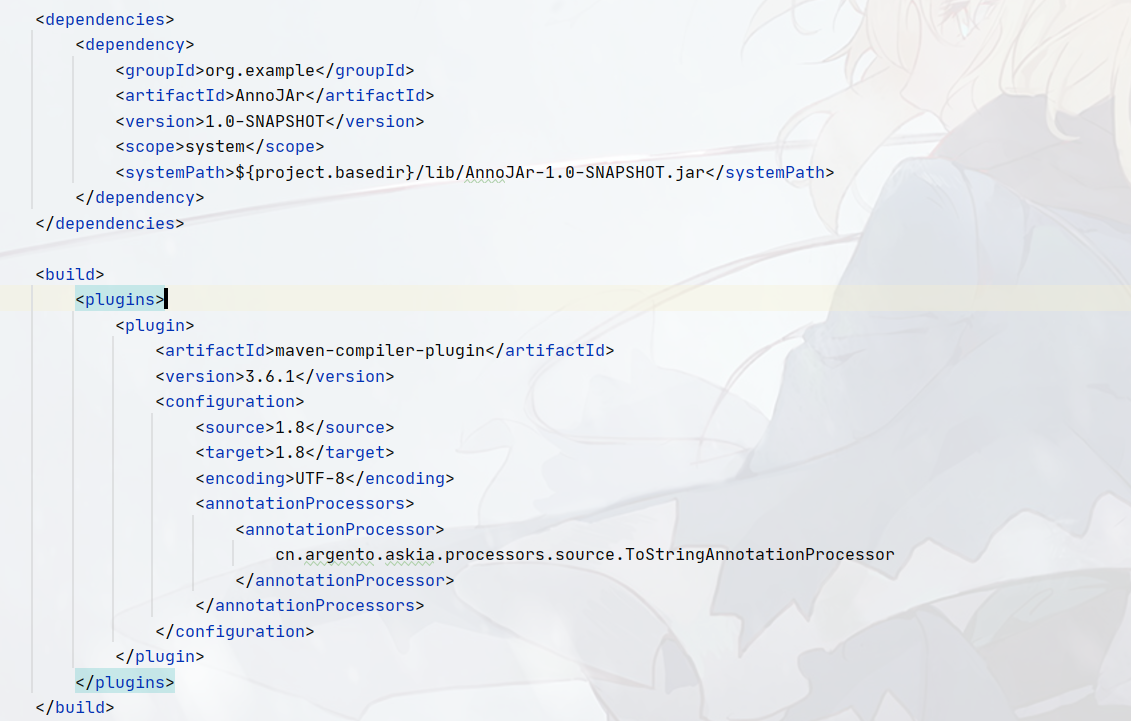 <dependencies>
<dependency>
<groupId>org.example</groupId>
<artifactId>AnnoJAr</artifactId>
<version>1.0-SNAPSHOT</version>
<scope>system</scope>
<systemPath>${project.basedir}/lib/AnnoJAr-1.0-SNAPSHOT.jar</systemPath>
</dependency>
</dependencies>
<build>
<plugins>
<plugin>
<artifactId>maven-compiler-plugin</artifactId>
<version>3.6.1</version>
<configuration>
<source>1.8</source>
<target>1.8</target>
<encoding>UTF-8</encoding>
<annotationProcessors>
<annotationProcessor>
cn.argento.askia.processors.source.ToStringAnnotationProcessor
</annotationProcessor>
</annotationProcessors>
</configuration>
</plugin>
</plugins>
</build>